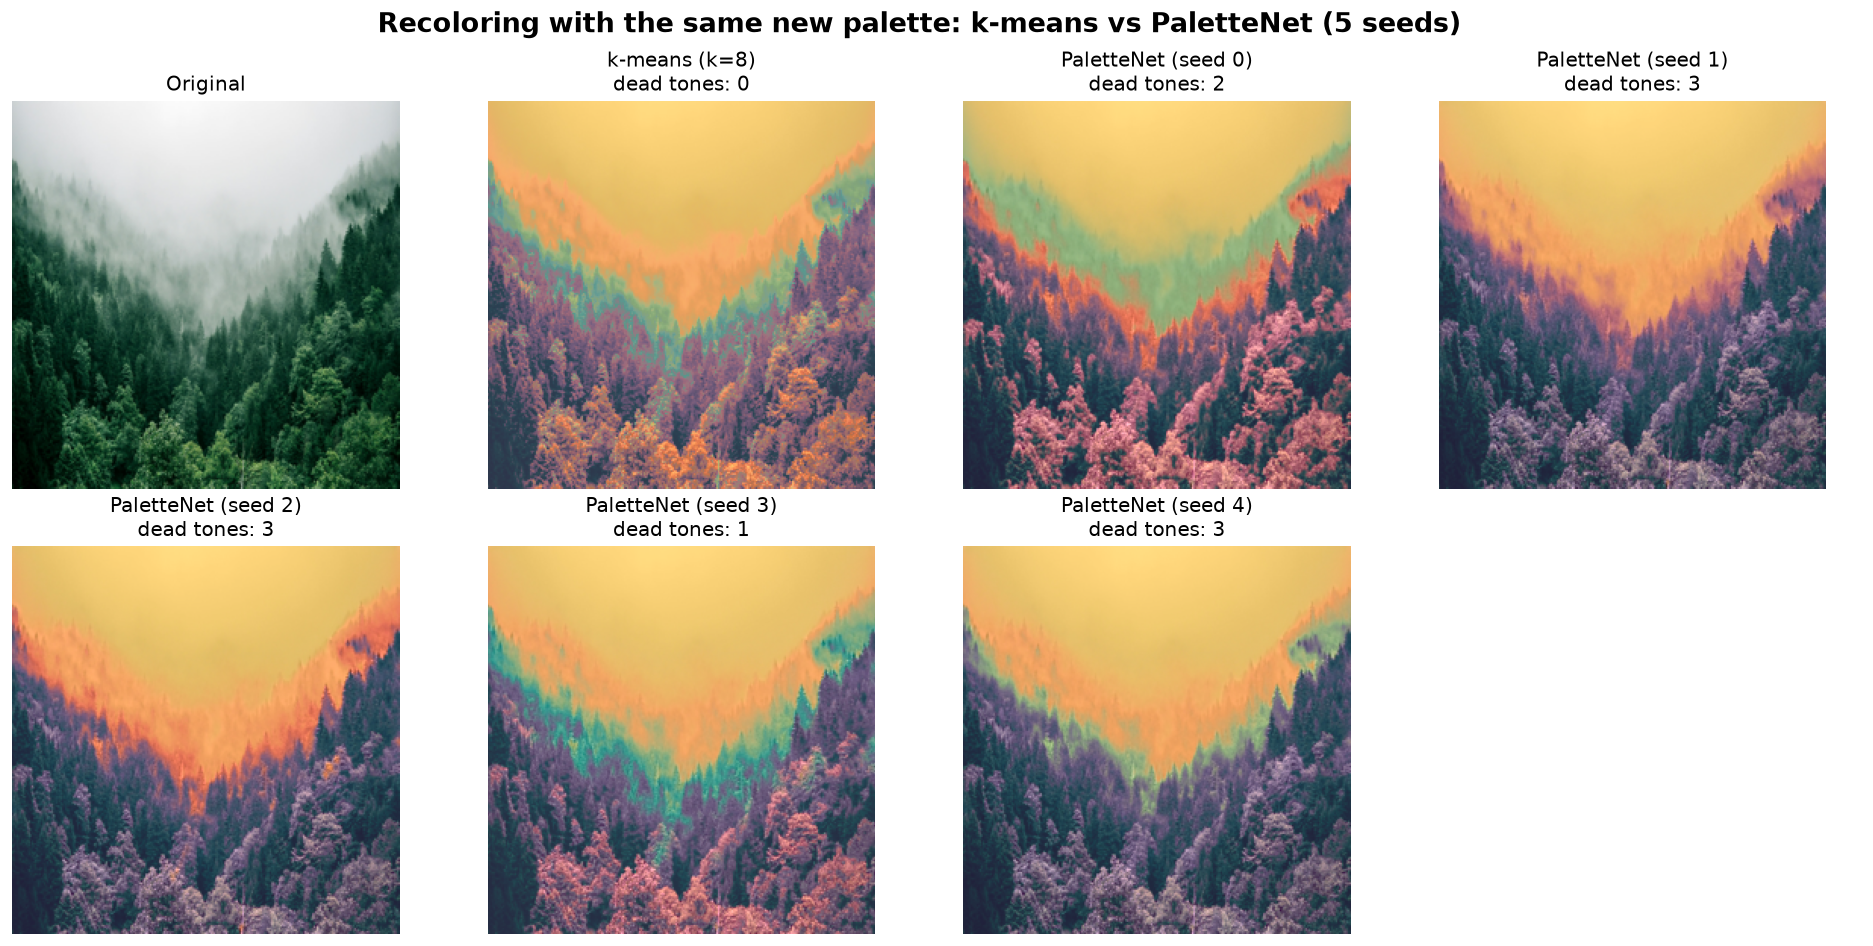 Recoloring with the same new palette: k-means vs PaletteNet (5 seeds)
Original
k-means (k=8)
dead tones: 0
PaletteNet (seed 0)
dead tones: 2
PaletteNet (seed 1)
dead tones: 3
PaletteNet (seed 2)
dead tones: 3
PaletteNet (seed 3)
dead tones: 1
PaletteNet (seed 4)
dead tones: 3